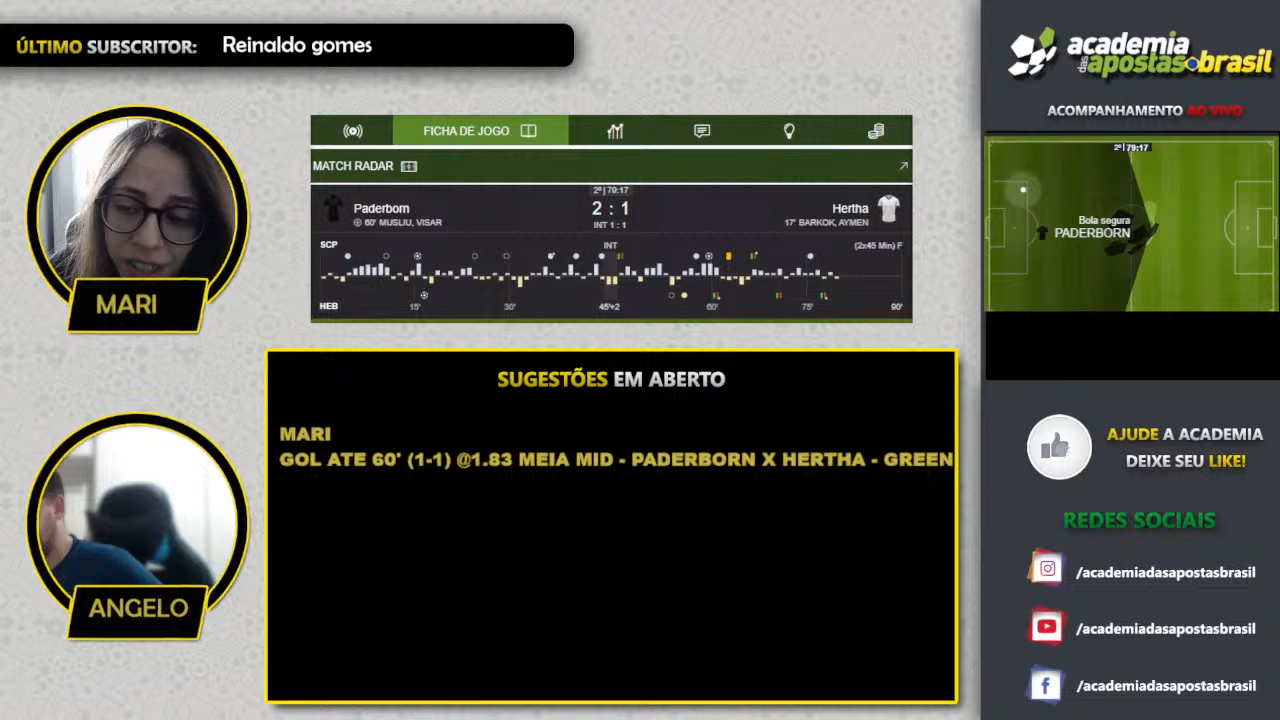 ÚLTIMO SUBSCRITOR: Reinaldo gomes
MARI
ANGELO
FICHA DE JOGO
MATCH RADAR
2º| 79:17
Paderborn 2 : 1 Hertha
60' MUSLIU, VISAR INT 1 : 1 17' BARKOK, AYMEN
SCP INT (2x45 Min) F
HEB 15' 30' 45'+2 60' 75' 90'
SUGESTÕES EM ABERTO
MARI
GOL ATE 60' (1-1) @1.83 MEIA MID - PADERBORN X HERTHA - GREEN
academia
das apostas brasil
ACOMPANHAMENTO AO VIVO
2º| 79:17
Bola segura
PADERBORN
AJUDE A ACADEMIA
DEIXE SEU LIKE!
REDES SOCIAIS
/academiadasapostasbrasil
/academiadasapostasbrasil
/academiadasapostasbrasil